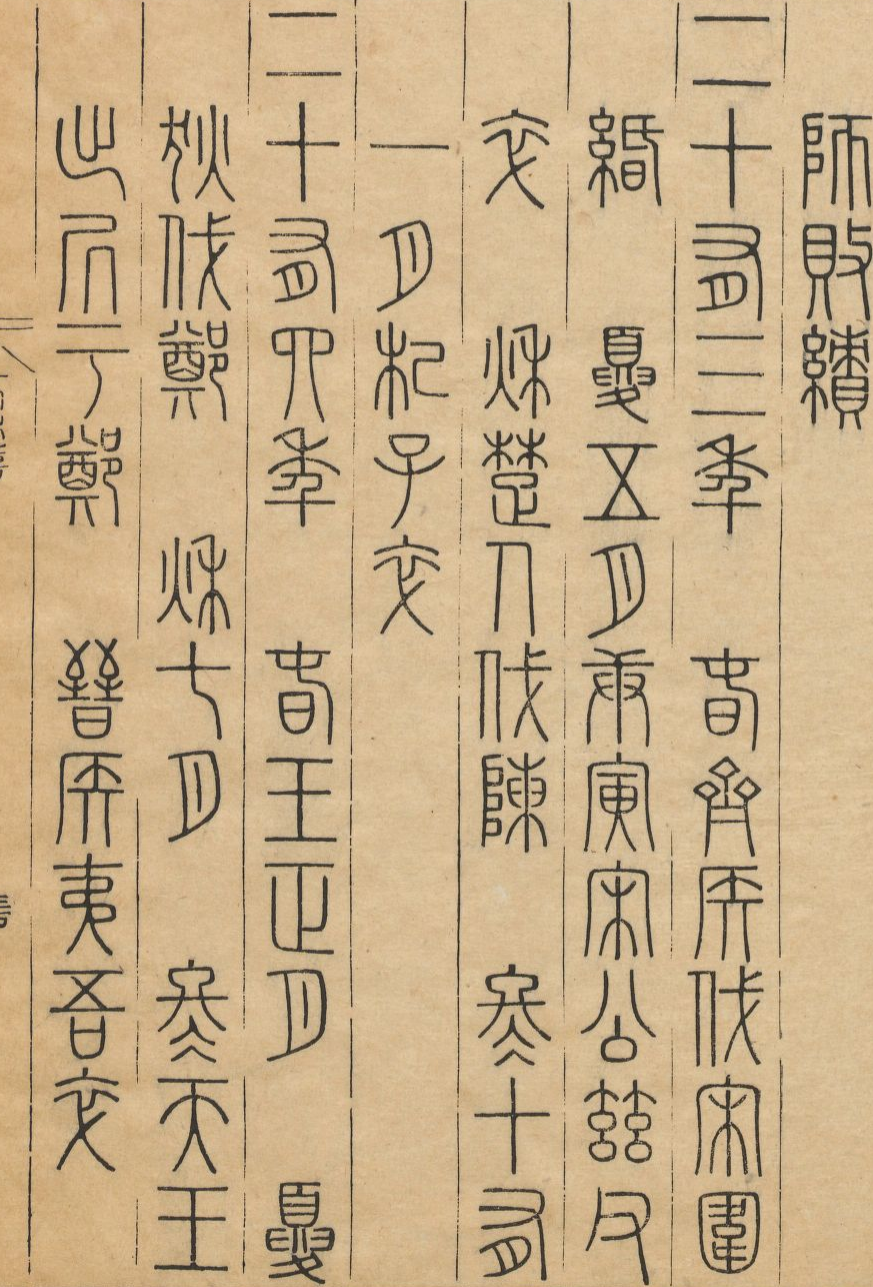 師敗績
二十有三年 春齊侯伐宋圍
緡 夏五月庚寅宋公茲父
卒 秋楚人伐陳 冬十有
一月杞子卒
二十有四年 春王正月 夏
狄伐鄭 秋七月 冬天王
出居于鄭 晉侯夷吾卒